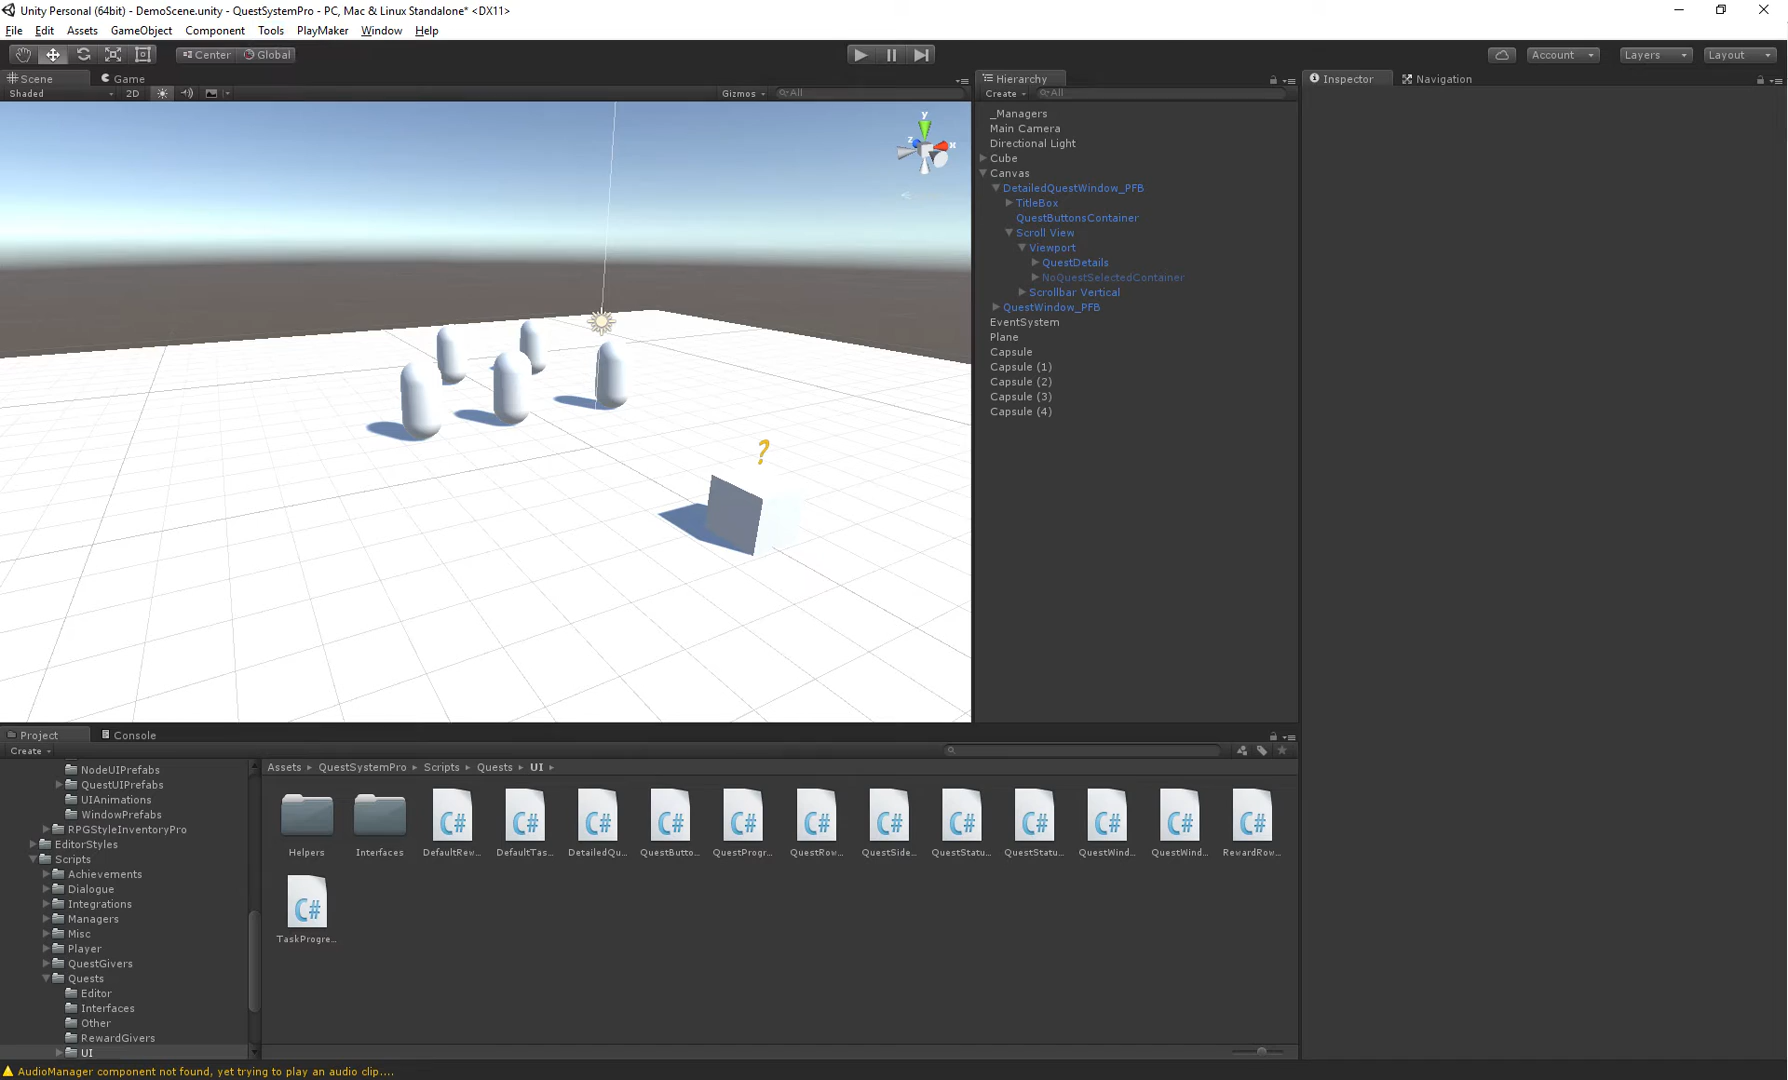 Unity Personal (64bit) - DemoScene.unity - QuestSystemPro - PC, Mac & Linux Standalone* <DX11>
File Edit Assets GameObject Component Tools PlayMaker Window Help
Center Global Account Layers Layout
Scene Game Hierarchy Inspector Navigation
Shaded 2D Gizmos All Create All
y
z x
_Managers
Main Camera
Directional Light
Cube
Canvas
DetailedQuestWindow_PFB
TitleBox
QuestButtonsContainer
Scroll View
Viewport
QuestDetails
NoQuestSelectedContainer
Scrollbar Vertical
QuestWindow_PFB
EventSystem
Plane
Capsule
Capsule (1)
Capsule (2)
Capsule (3)
Capsule (4)
?
Project Console
Create
NodeUIPrefabs
QuestUIPrefabs
UIAnimations
WindowPrefabs
RPGStyleInventoryPro
EditorStyles
Scripts
Achievements
Dialogue
Integrations
Managers
Misc
Player
QuestGivers
Quests
Editor
Interfaces
Other
RewardGivers
UI
Assets QuestSystemPro Scripts Quests UI
C# C# C# C# C# C# C# C# C# C# C# C#
Helpers Interfaces DefaultRew... DefaultTas... DetailedQu... QuestButto... QuestProgr... QuestRow... QuestSide... QuestStatu... QuestStatu... QuestWind... QuestWind... RewardRow...
C#
TaskProgre...
AudioManager component not found, yet trying to play an audio clip....